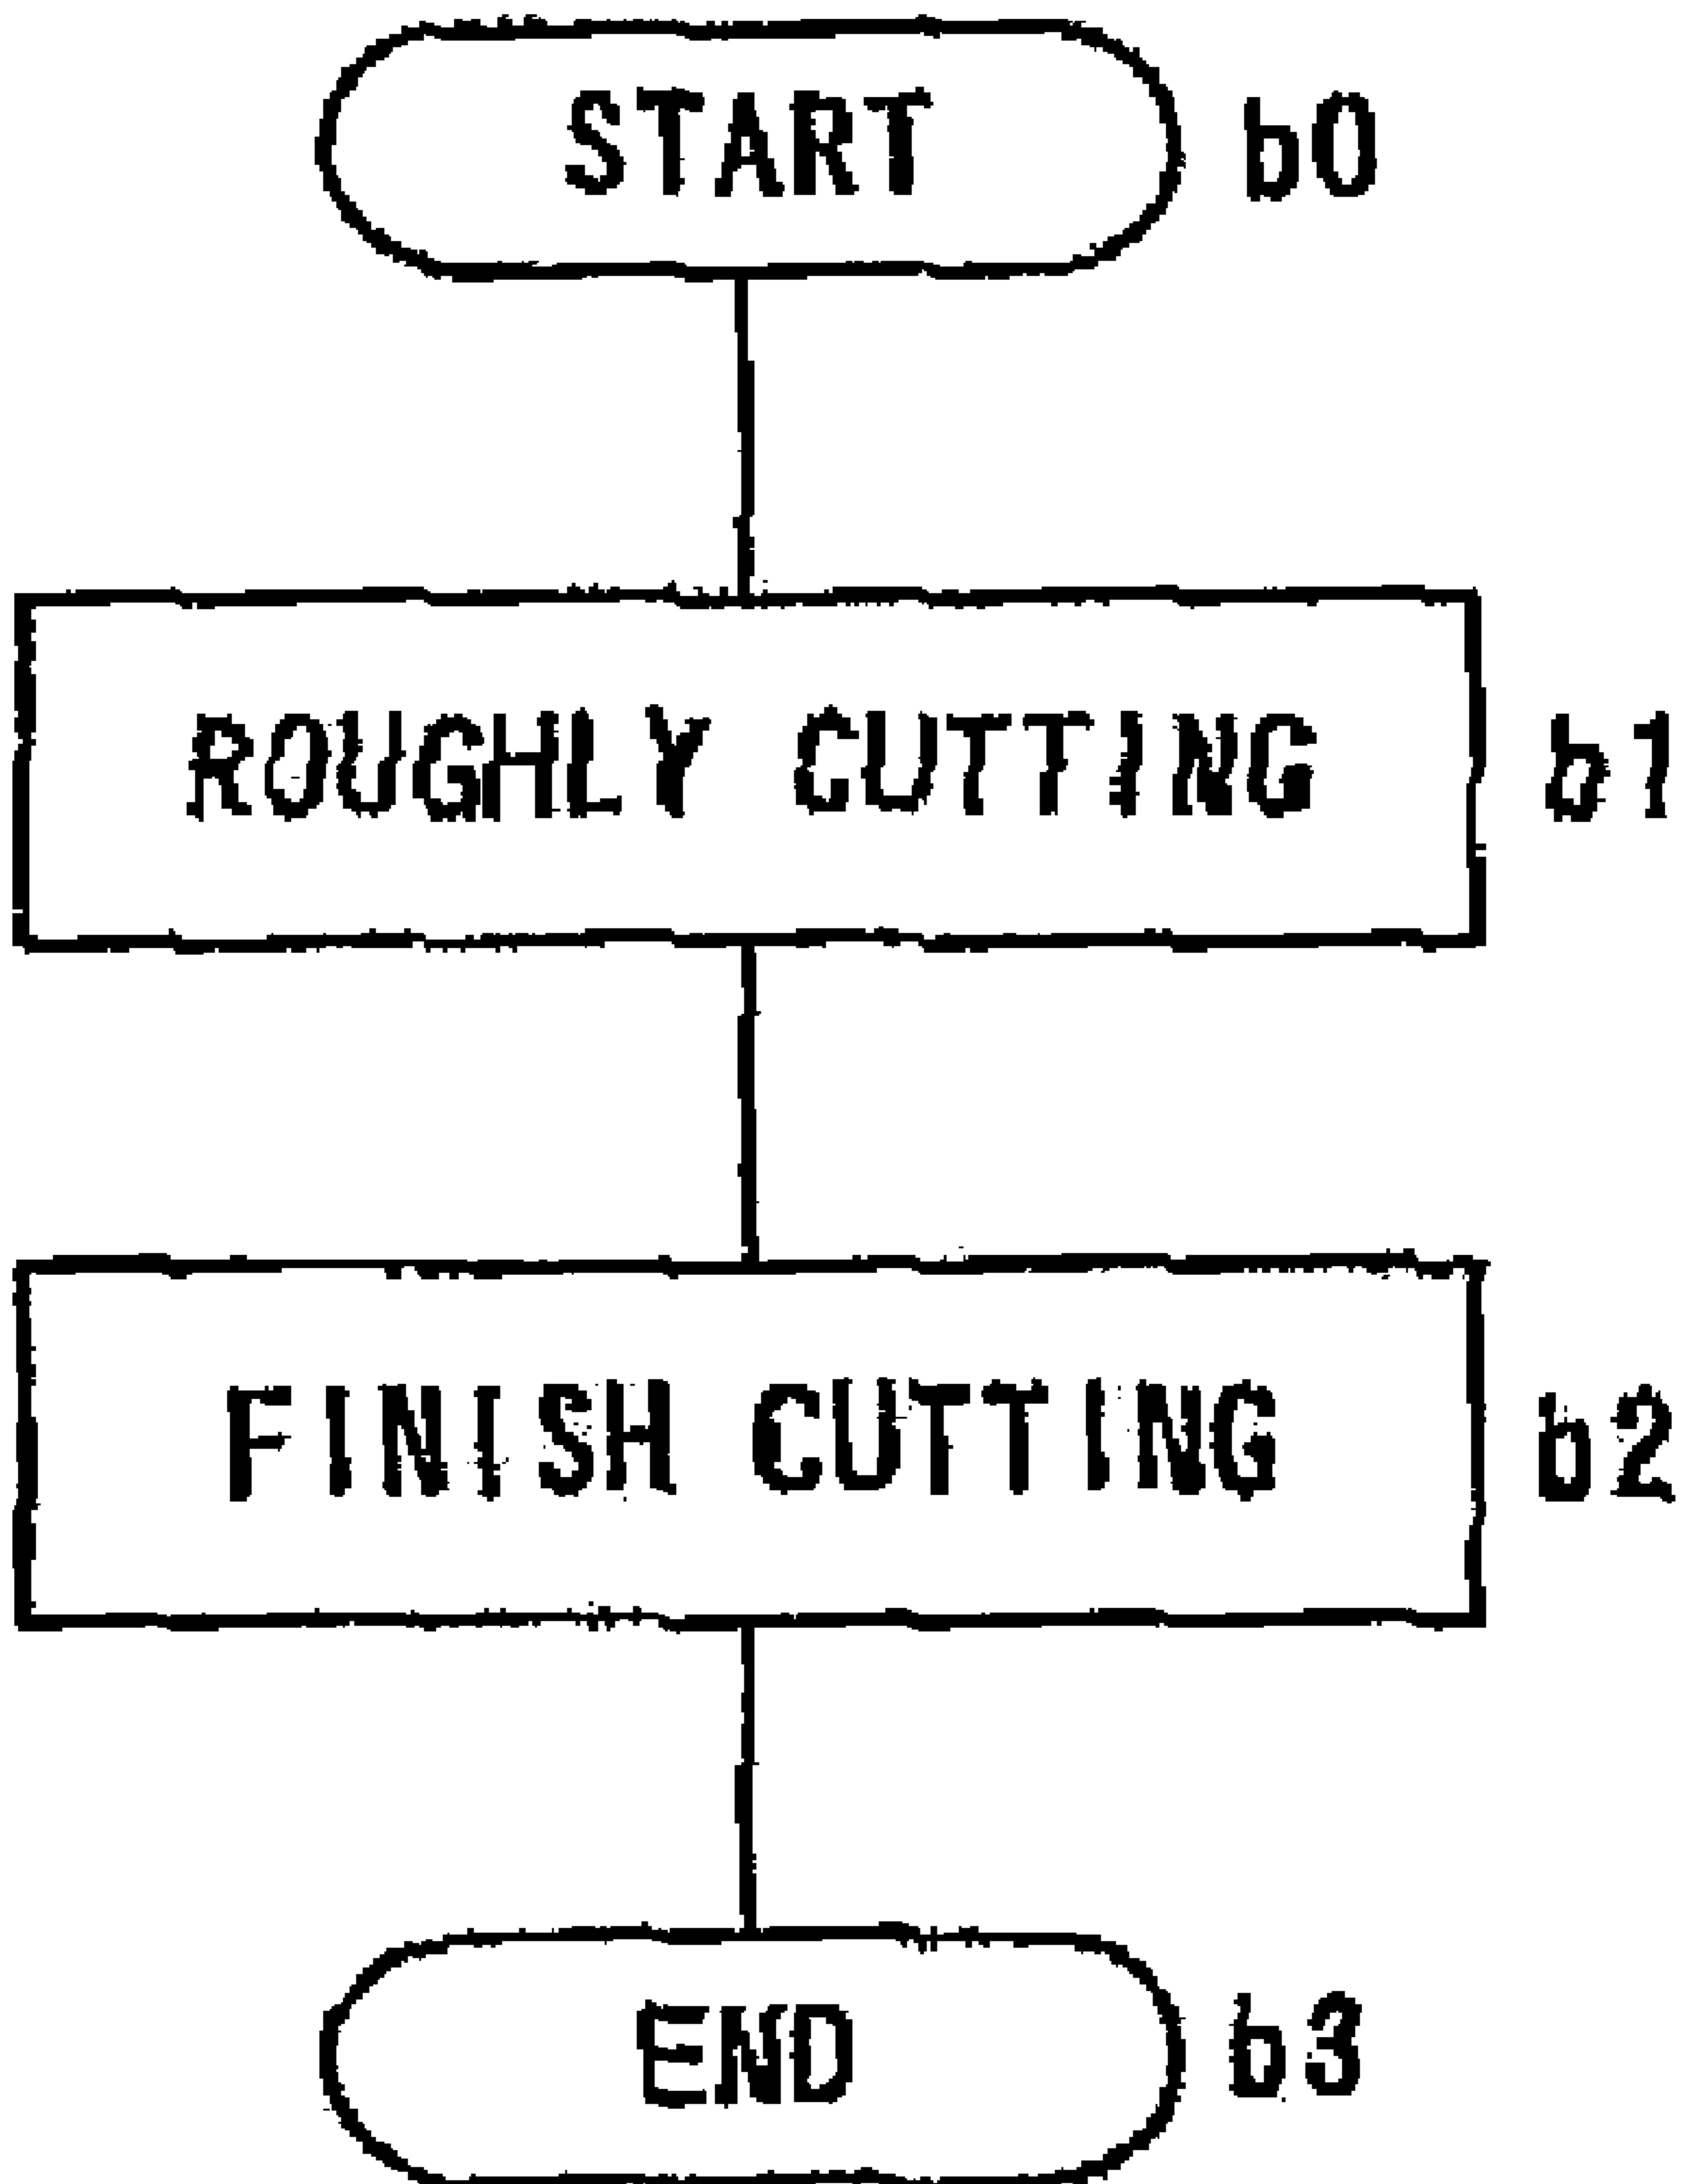 START b0
ROUGHLY CUTTING b1
FINISH CUTTING b2
END b3